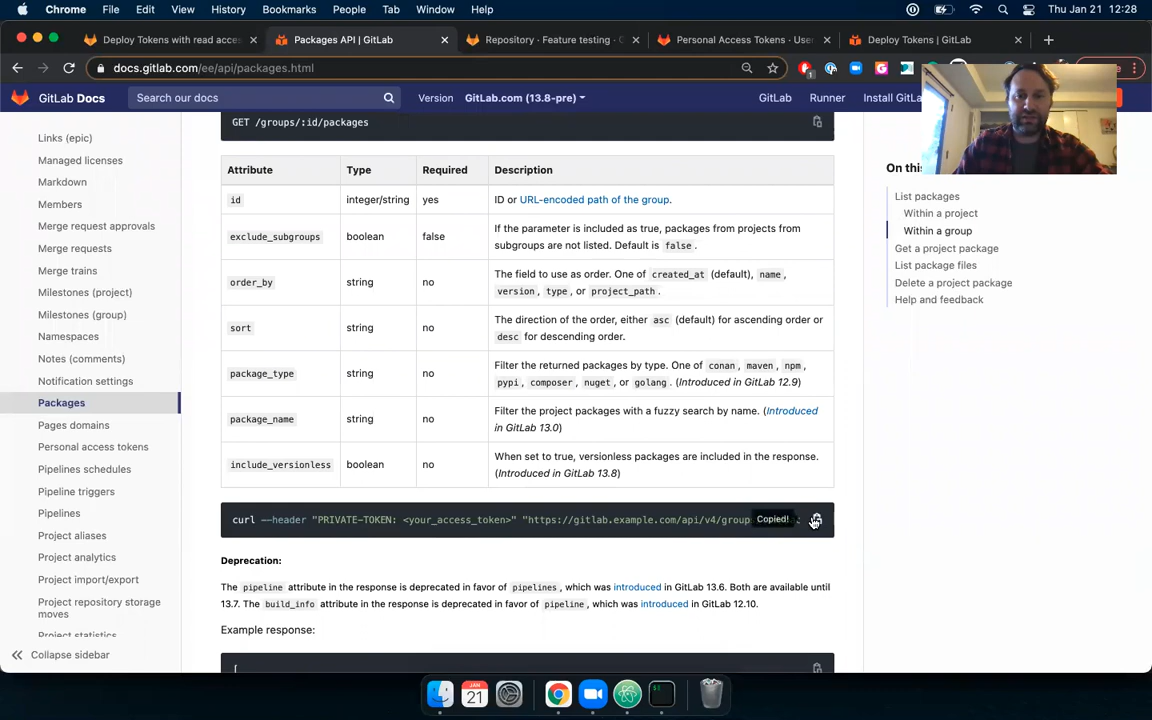 Chrome File Edit View History Bookmarks People Tab Window Help Thu Jan 21 12:28
Deploy Tokens with read acces Packages API | GitLab Repository · Feature testing · Personal Access Tokens · User Deploy Tokens | GitLab
docs.gitlab.com/ee/api/packages.html
GitLab Docs Search our docs Version GitLab.com (13.8-pre) GitLab Runner Install
GET /groups/:id/packages
Links (epic)
Managed licenses
Markdown
Members
Merge request approvals
Merge requests
Merge trains
Milestones (project)
Milestones (group)
Namespaces
Notes (comments)
Notification settings
Packages
Pages domains
Personal access tokens
Pipelines schedules
Pipeline triggers
Pipelines
Project aliases
Project analytics
Project import/export
Project repository storage
moves
Project statistics
Collapse sidebar
Attribute Type Required Description
id integer/string yes ID or URL-encoded path of the group.
exclude_subgroups boolean false If the parameter is included as true, packages from projects from
subgroups are not listed. Default is false.
order_by string no The field to use as order. One of created_at (default), name,
version, type, or project_path.
sort string no The direction of the order, either asc (default) for ascending order or
desc for descending order.
package_type string no Filter the returned packages by type. One of conan, maven, npm,
pypi, composer, nuget, or golang. (Introduced in GitLab 12.9)
package_name string no Filter the project packages with a fuzzy search by name. (Introduced
in GitLab 13.0)
include_versionless boolean no When set to true, versionless packages are included in the response.
(Introduced in GitLab 13.8)
curl --header "PRIVATE-TOKEN: <your_access_token>" "https://gitlab.example.com/api/v4/group Copied!
Deprecation:
The pipeline attribute in the response is deprecated in favor of pipelines, which was introduced in GitLab 13.6. Both are available until
13.7. The build_info attribute in the response is deprecated in favor of pipeline, which was introduced in GitLab 12.10.
Example response:
[
On this
List packages
Within a project
Within a group
Get a project package
List package files
Delete a project package
Help and feedback
JAN
21